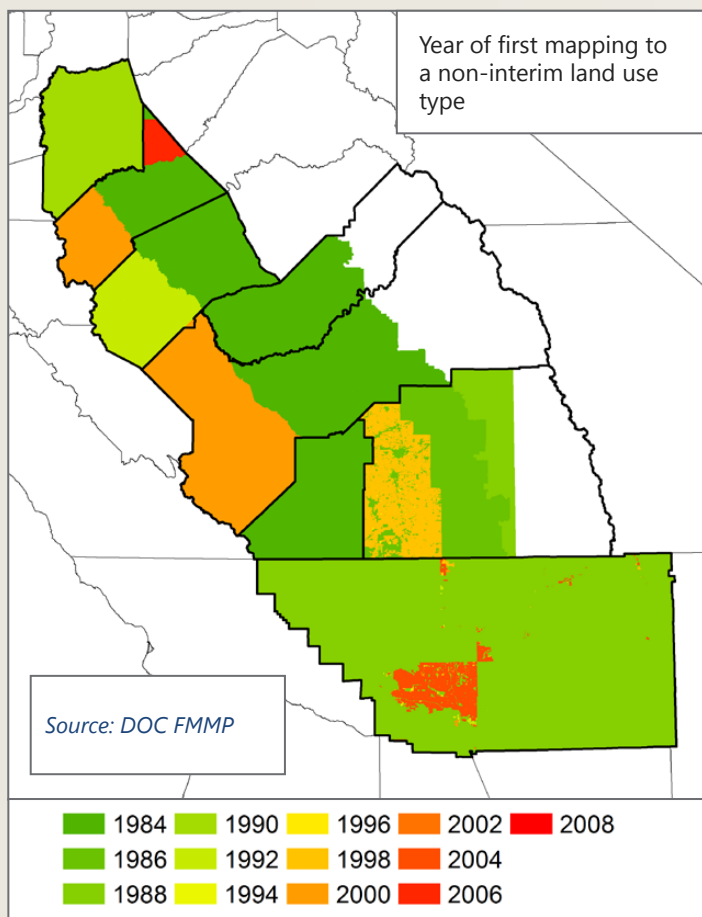 Year of first mapping to
a non-interim land use
type
Source: DOC FMMP
1984 1990 1996 2002 2008
1986 1992 1998 2004
1988 1994 2000 2006